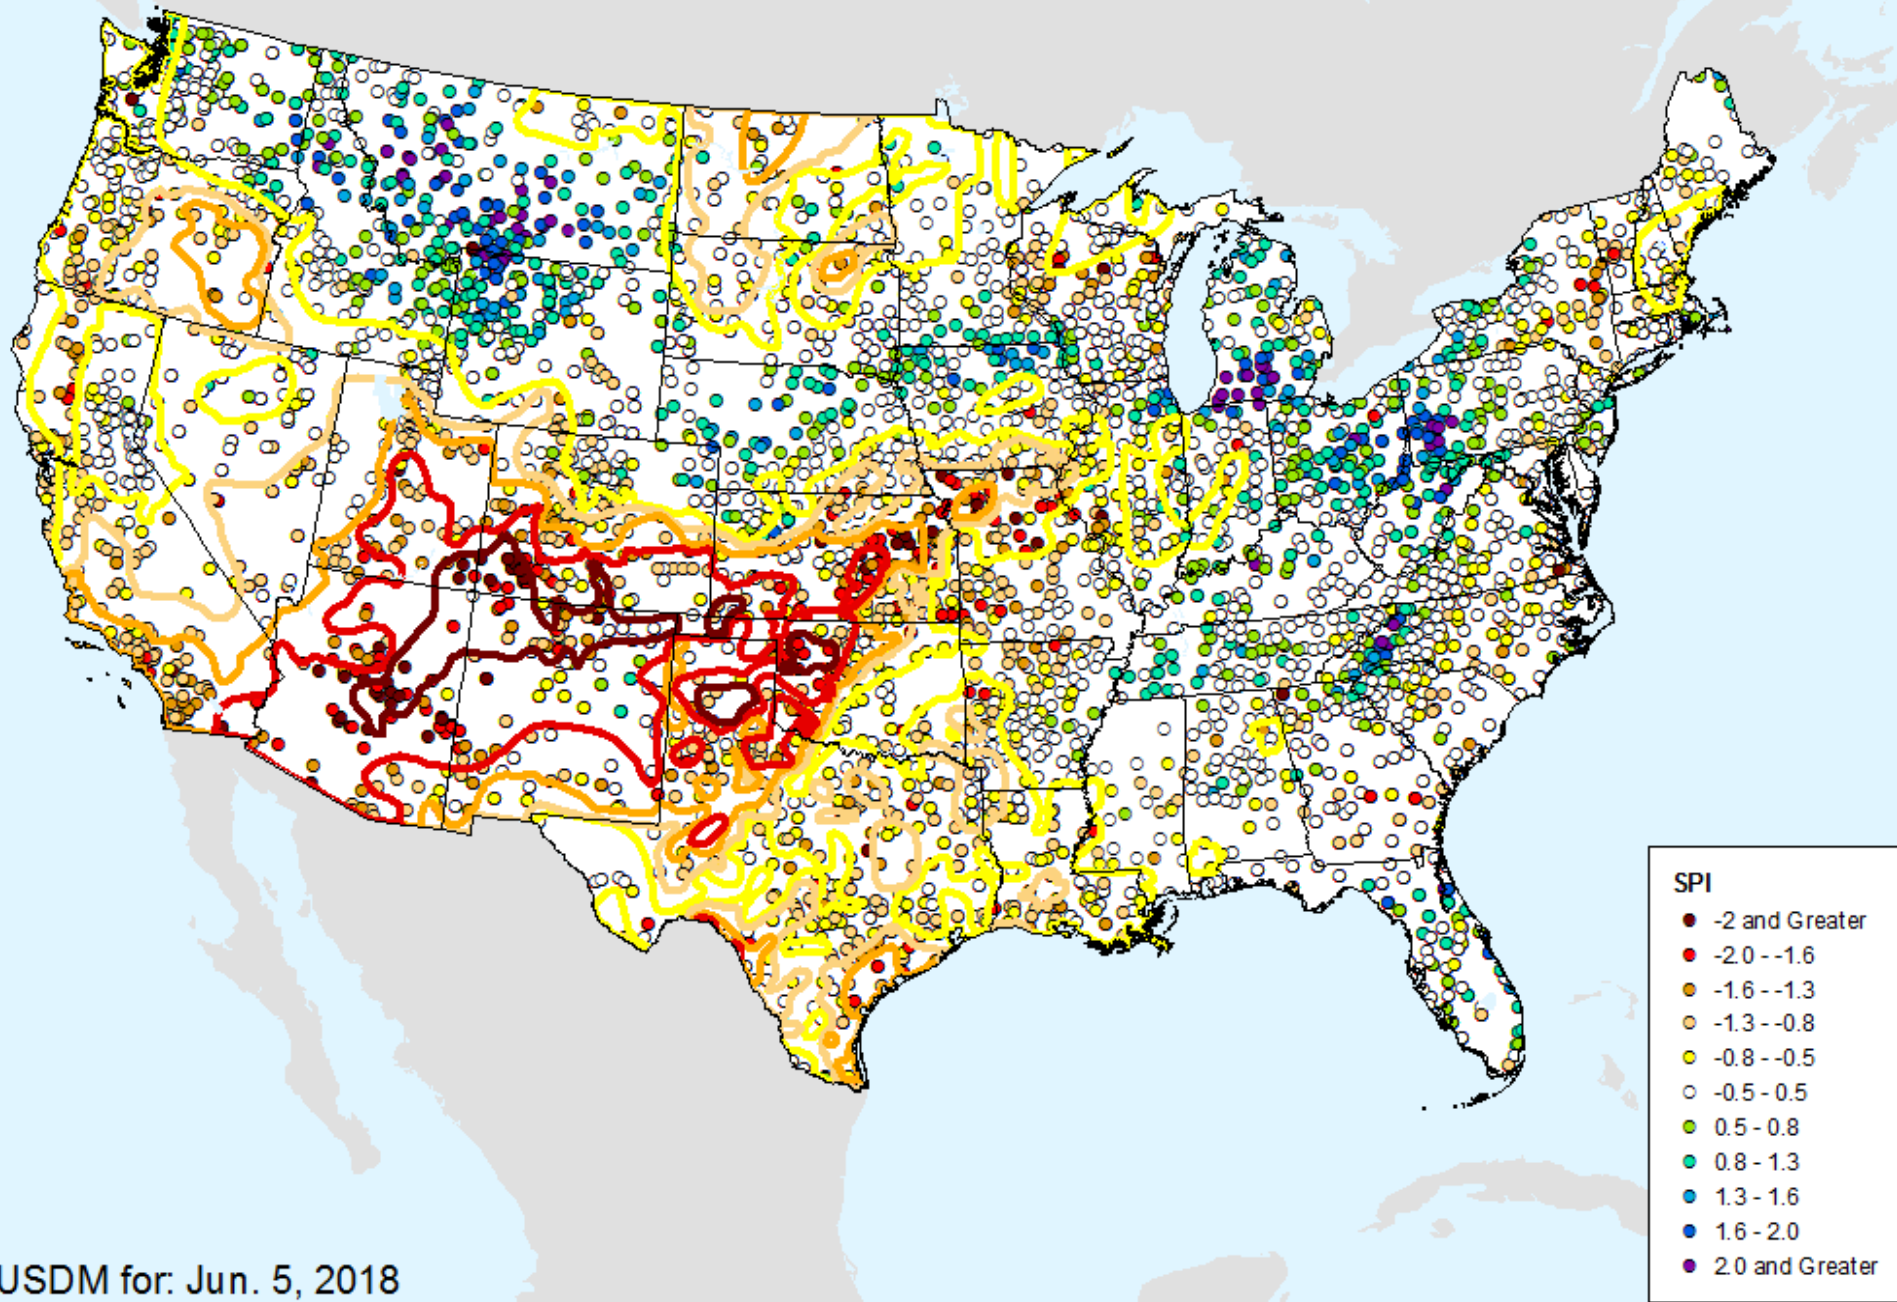 SPI
-2 and Greater
-2.0 - -1.6
-1.6 - -1.3
-1.3 - -0.8
-0.8 - -0.5
-0.5 - 0.5
0.5 - 0.8
0.8 - 1.3
1.3 - 1.6
1.6 - 2.0
2.0 and Greater
USDM for: Jun. 5, 2018